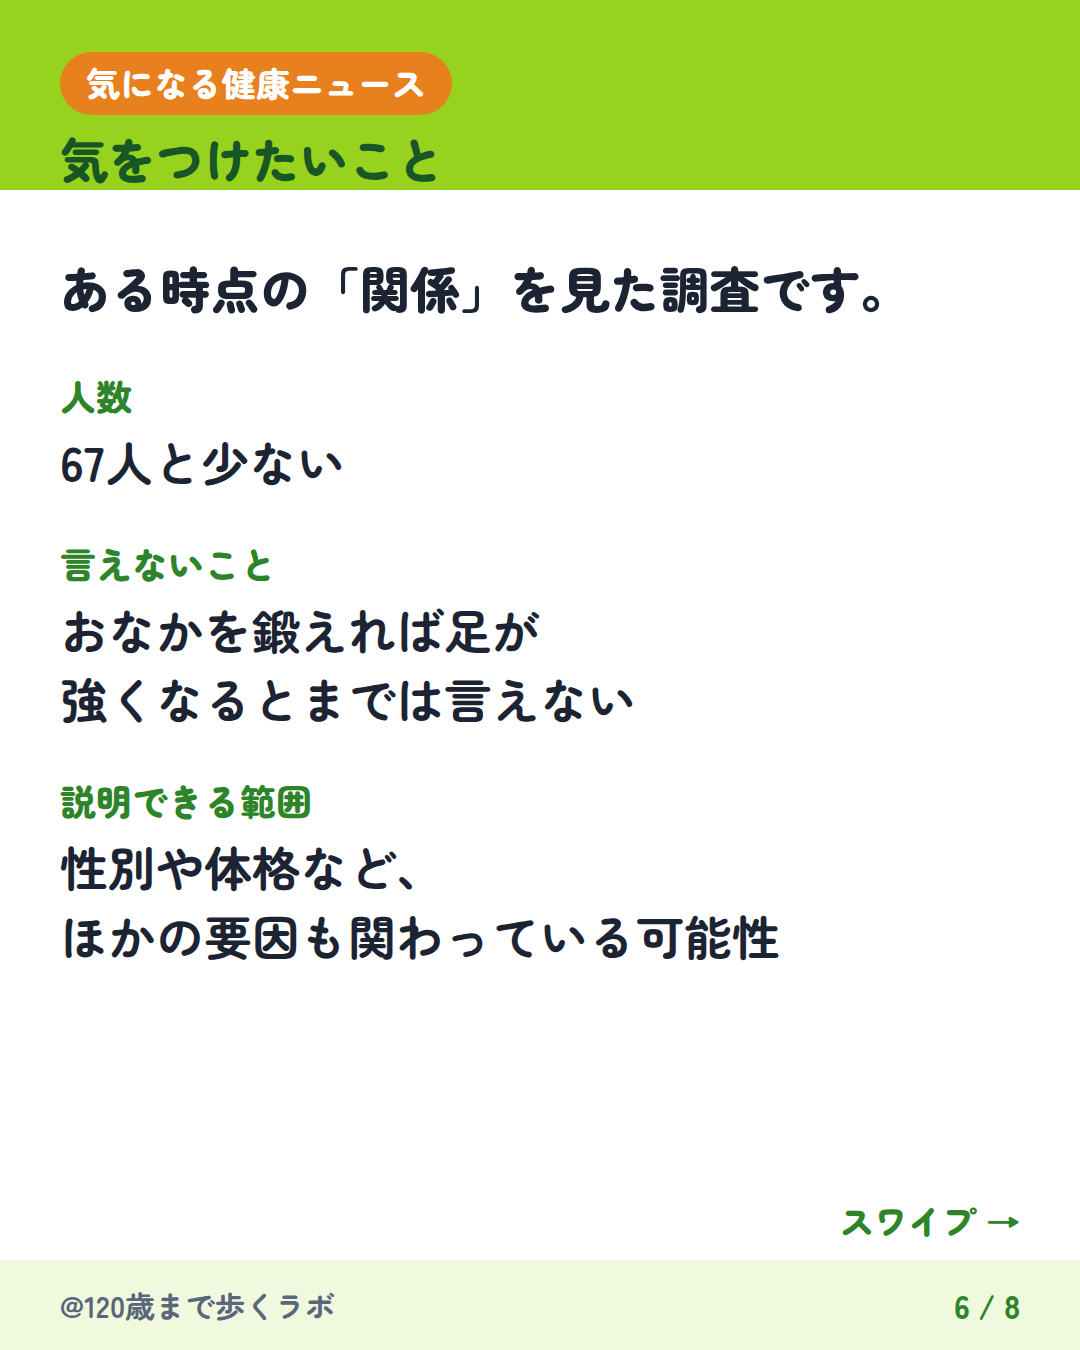 気になる健康ニュース
気をつけたいこと
ある時点の「関係」を見た調査です。
人数
67人と少ない
言えないこと
おなかを鍛えれば足が
強くなるとまでは言えない
説明できる範囲
性別や体格など、
ほかの要因も関わっている可能性
スワイプ →
@120歳まで歩くラボ
6 / 8